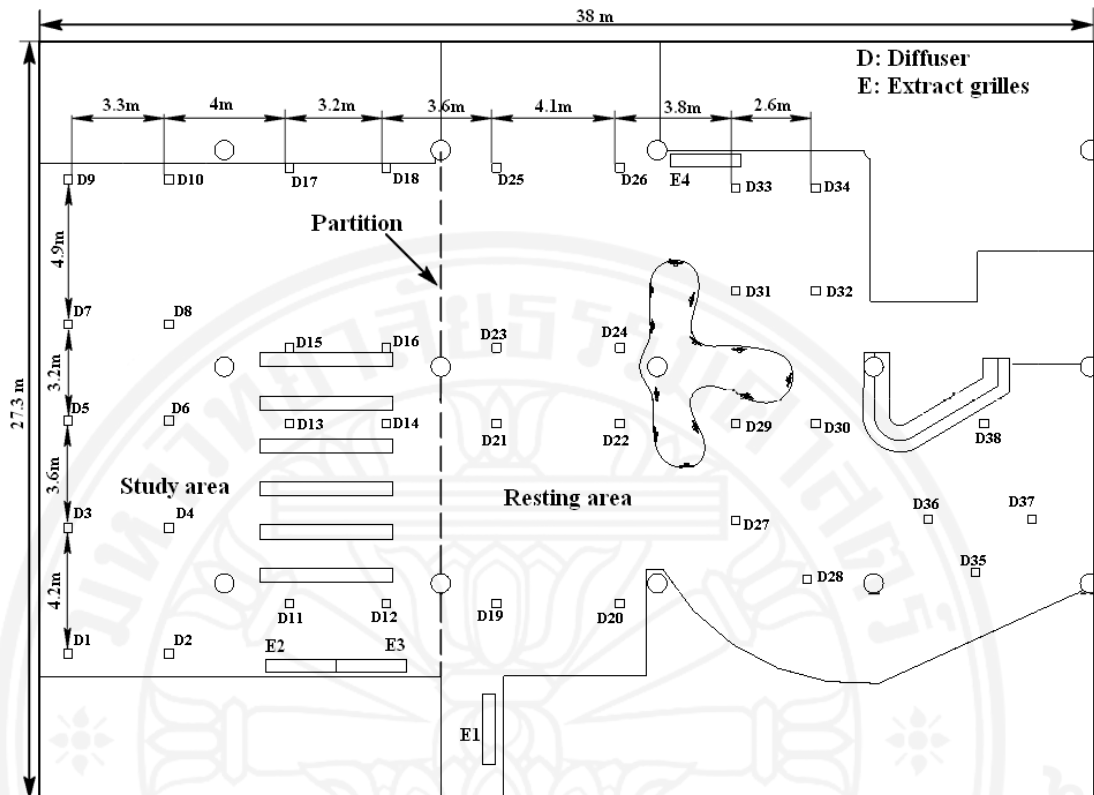 38 m
D: Diffuser
E: Extract grilles
3.3m
4m
3.2m
3.6m
4.1m
3.8m
2.6m
D9
D10
D17
D18
D25
D26
E4
D33
D34
Partition
4.9m
D7
D8
D31
D32
D15
D16
D23
D24
3.2m
27.3 m
D5
D6
D13
D14
D21
D22
D29
D30
D38
3.6m
Study area
Resting area
D3
D4
D27
D36
D37
4.2m
D28
D35
D11
D12
D19
D20
D1
D2
E2
E3
E1